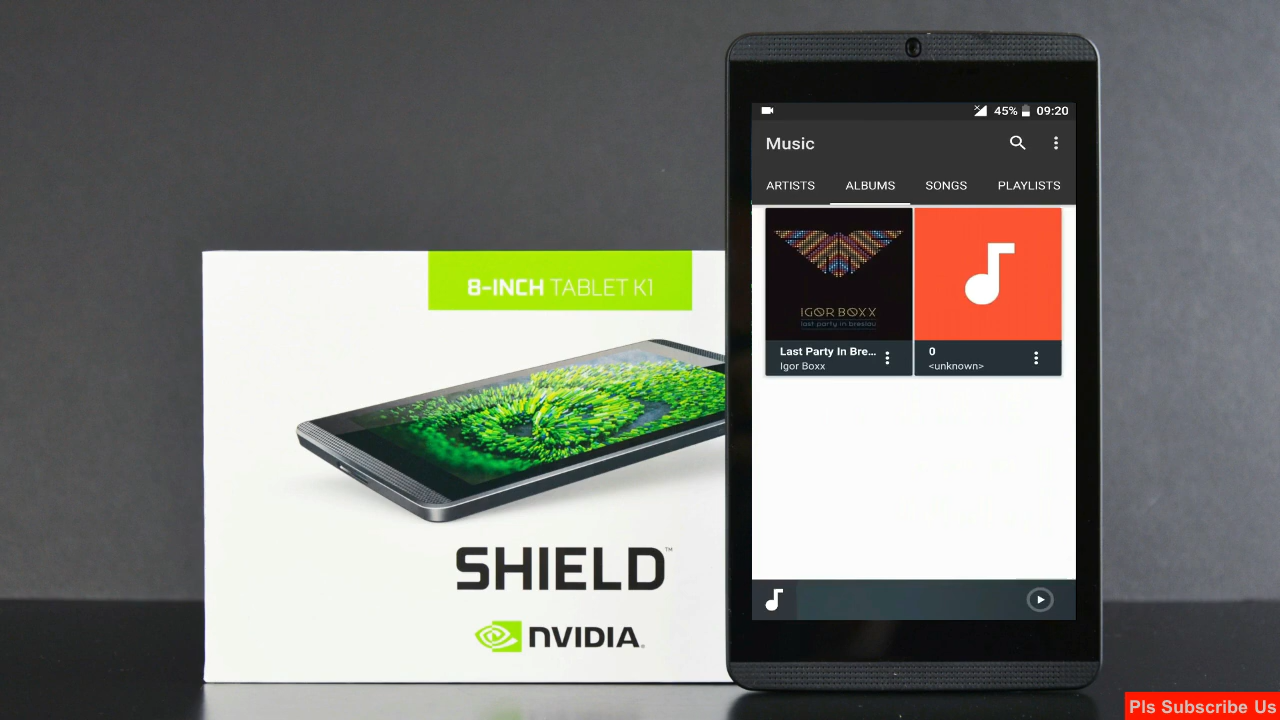 8-INCH TABLET K1
SHIELD™
NVIDIA.
45% 09:20
Music
ARTISTS ALBUMS SONGS PLAYLISTS
IGOR BOXX
last party in breslau
Last Party In Bre...
Igor Boxx
0
<unknown>
Pls Subscribe Us